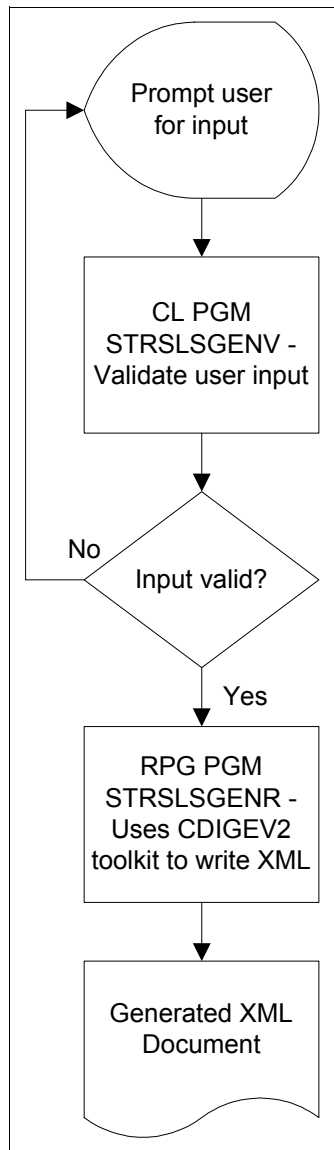 Prompt user
for input
CL PGM
STRSLSGENV -
Validate user input
No
Input valid?
Yes
RPG PGM
STRSLSGENR -
Uses CDIGEV2
toolkit to write XML
Generated XML
Document